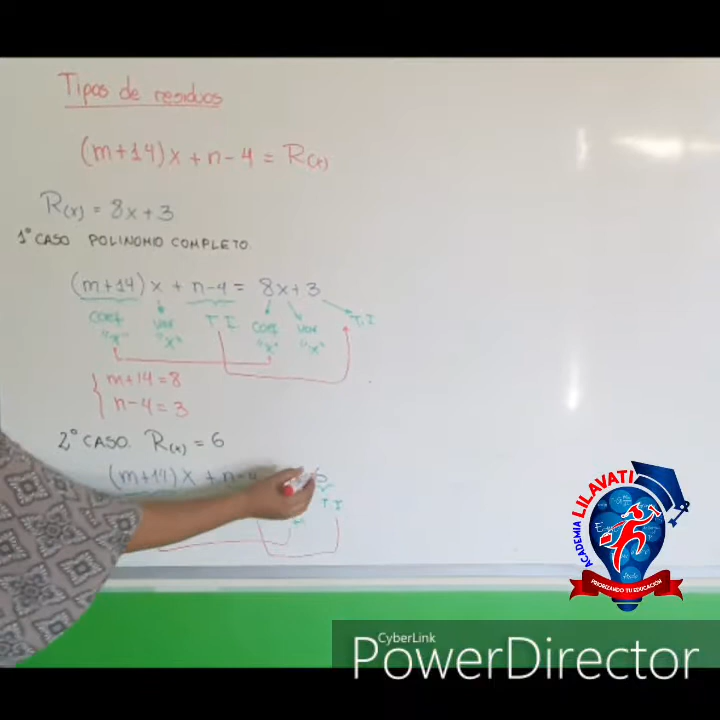 Tipos de residuos
(m+14)x + n-4 = R(x)
R(x) = 8x+3
1° CASO POLINOMIO COMPLETO.
(m+14)x + n-4 = 8x+3
Coef Var T I Coef Var T.I
"x" "x" "x" "x"
m+14=8
n-4=3
2° CASO. R(x) = 6
(m+14)x + n-4
T I
ACADEMIA LILAVATI
PRIORIZANDO TU EDUCACIÓN
CyberLink
PowerDirector